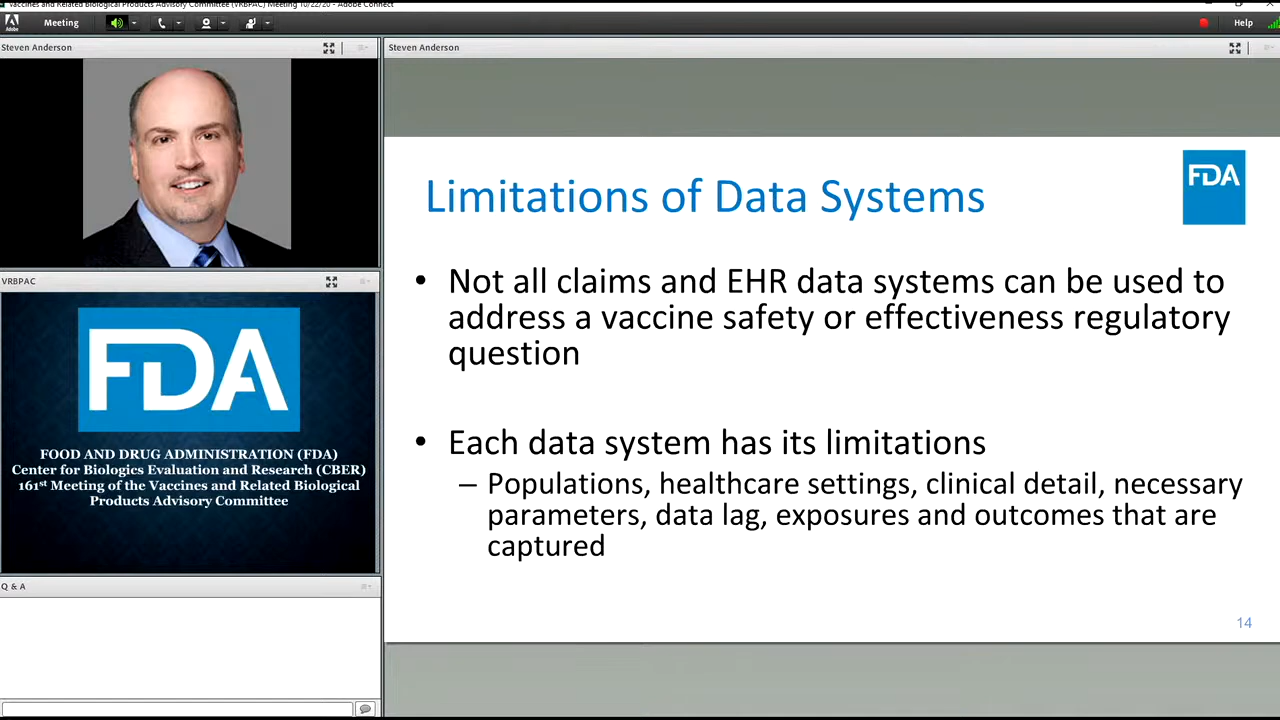 Vaccines and Related Biological Products Advisory Committee (VRBPAC) Meeting 10/22/20 - Adobe Connect
Adobe
Meeting
Help
Steven Anderson
Steven Anderson
VRBPAC
FDA
FOOD AND DRUG ADMINISTRATION (FDA)
Center for Biologics Evaluation and Research (CBER)
161st Meeting of the Vaccines and Related Biological
Products Advisory Committee
Q & A
FDA
Limitations of Data Systems
• Not all claims and EHR data systems can be used to
address a vaccine safety or effectiveness regulatory
question
• Each data system has its limitations
– Populations, healthcare settings, clinical detail, necessary
parameters, data lag, exposures and outcomes that are
captured
14